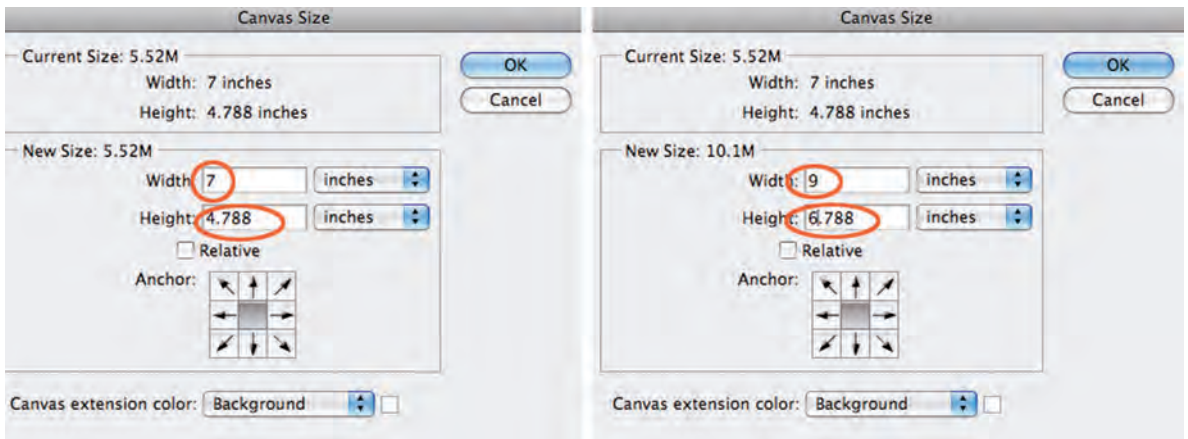 Canvas Size
Current Size: 5.52M
Width: 7 inches
Height: 4.788 inches
OK
Cancel
New Size: 5.52M
Width: 7 inches
Height: 4.788 inches
Relative
Anchor:
Canvas extension color: Background
Canvas Size
Current Size: 5.52M
Width: 7 inches
Height: 4.788 inches
OK
Cancel
New Size: 10.1M
Width: 9 inches
Height: 6.788 inches
Relative
Anchor:
Canvas extension color: Background